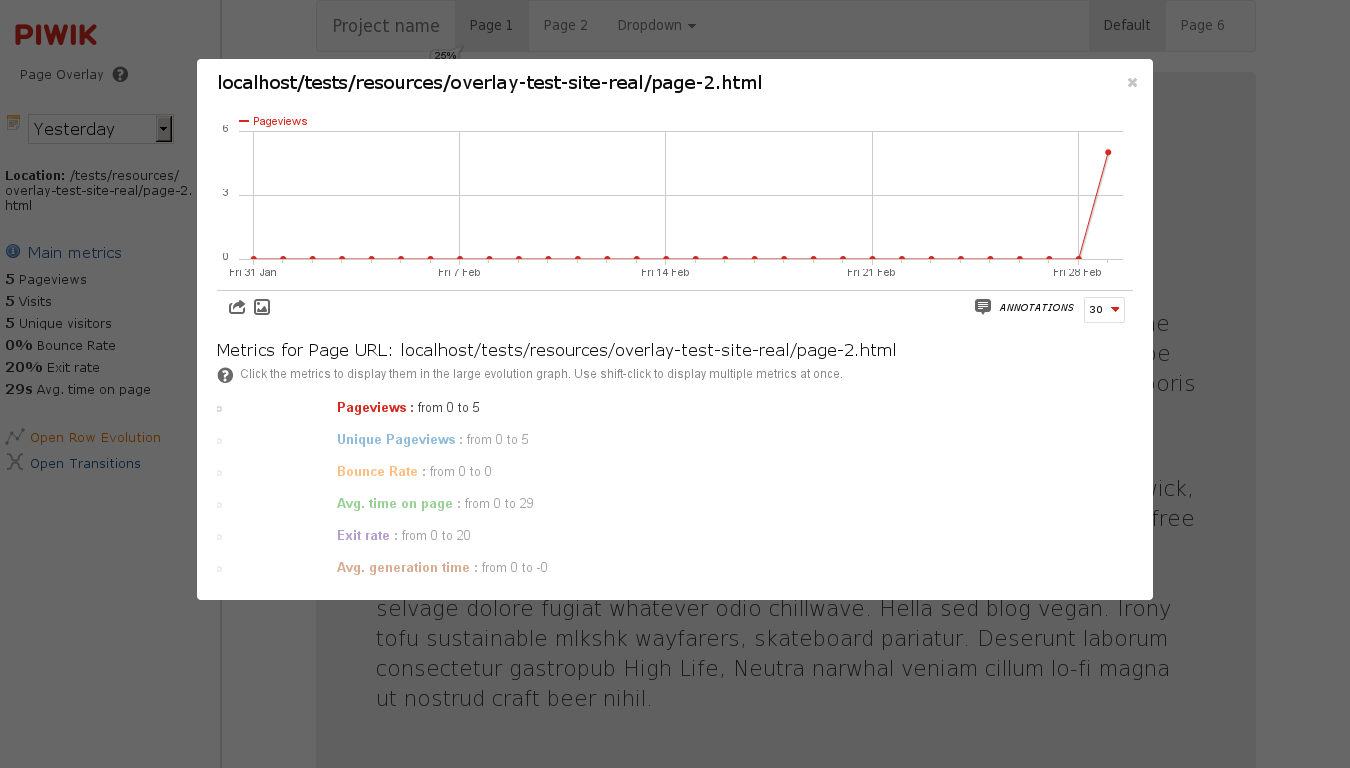 PIWIK
Page Overlay ?
Yesterday
Location: /tests/resources/
overlay-test-site-real/page-2.
html
Main metrics
5 Pageviews
5 Visits
5 Unique visitors
0% Bounce Rate
20% Exit rate
29s Avg. time on page
Open Row Evolution
Open Transitions
Project name Page 1 Page 2 Dropdown Default Page 6
25%
localhost/tests/resources/overlay-test-site-real/page-2.html
Pageviews
6
3
0
Fri 31 Jan Fri 7 Feb Fri 14 Feb Fri 21 Feb Fri 28 Feb
ANNOTATIONS 30
Metrics for Page URL: localhost/tests/resources/overlay-test-site-real/page-2.html
? Click the metrics to display them in the large evolution graph. Use shift-click to display multiple metrics at once.
Pageviews : from 0 to 5
Unique Pageviews : from 0 to 5
Bounce Rate : from 0 to 0
Avg. time on page : from 0 to 29
Exit rate : from 0 to 20
Avg. generation time : from 0 to -0
free
selvage dolore fugiat whatever odio chillwave. Hella sed blog vegan. Irony
tofu sustainable mlkshk wayfarers, skateboard pariatur. Deserunt laborum
consectetur gastropub High Life, Neutra narwhal veniam cillum lo-fi magna
ut nostrud craft beer nihil.